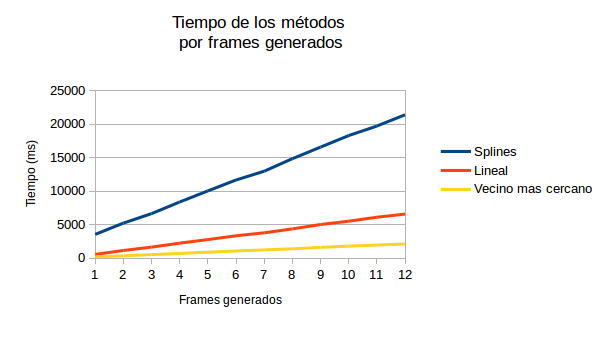 Tiempo de los métodos
por frames generados
25000
20000
15000
10000
5000
0
Tiempo (ms)
1 2 3 4 5 6 7 8 9 10 11 12
Frames generados
Splines
Lineal
Vecino mas cercano